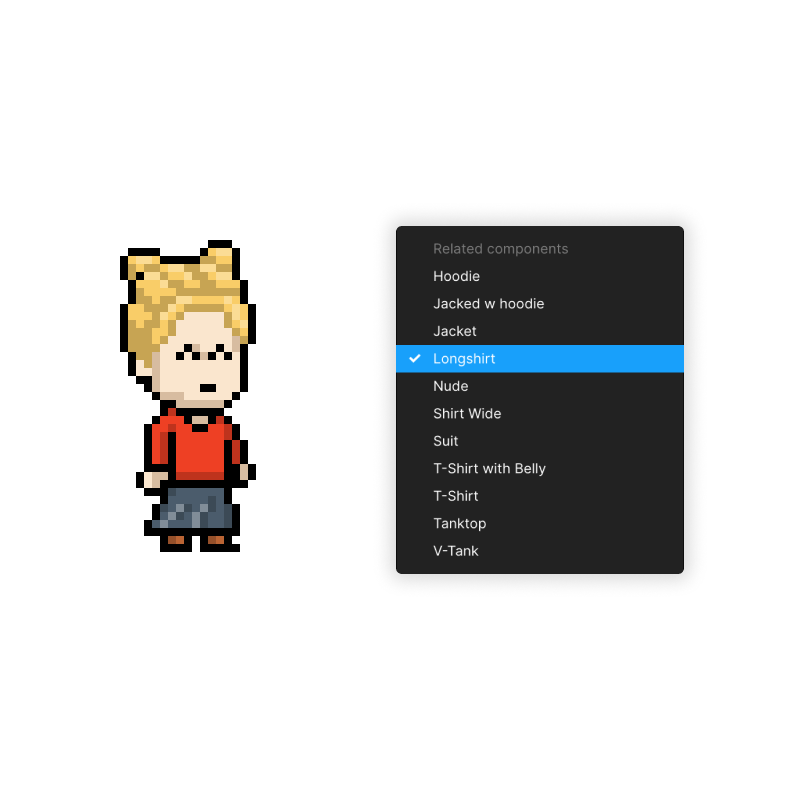 Related components
Hoodie
Jacked w hoodie
Jacket
Longshirt
Nude
Shirt Wide
Suit
T-Shirt with Belly
T-Shirt
Tanktop
V-Tank